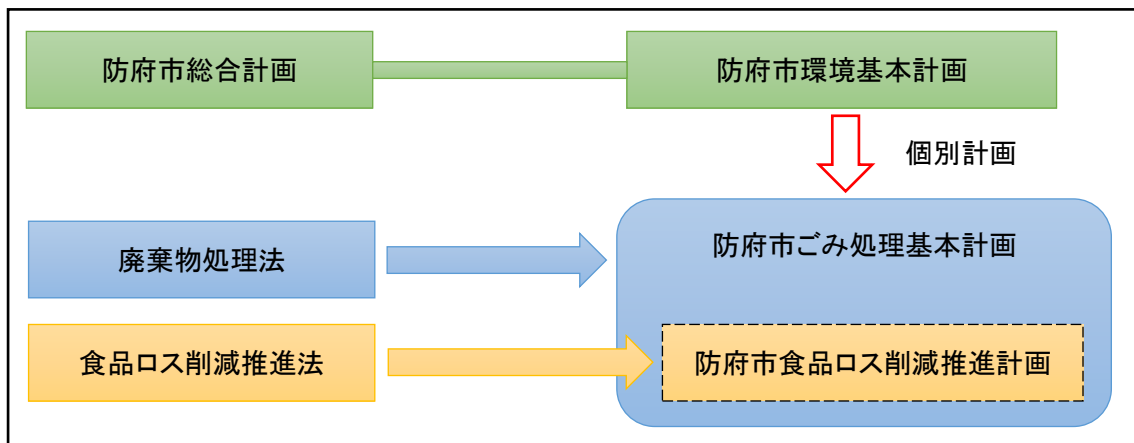 防府市総合計画
防府市環境基本計画
個別計画
廃棄物処理法
防府市ごみ処理基本計画
食品ロス削減推進法
防府市食品ロス削減推進計画